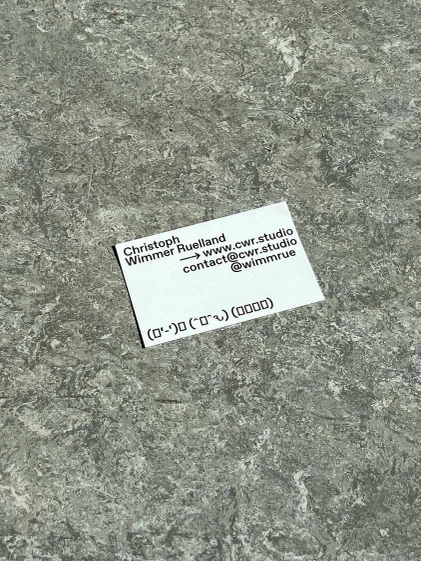 Christoph
Wimmer Ruelland
⟶ www.cwr.studio
contact@cwr.studio
@wimmrue
(▯'-')▯ (˘▯˘ت) (▯▯▯▯)